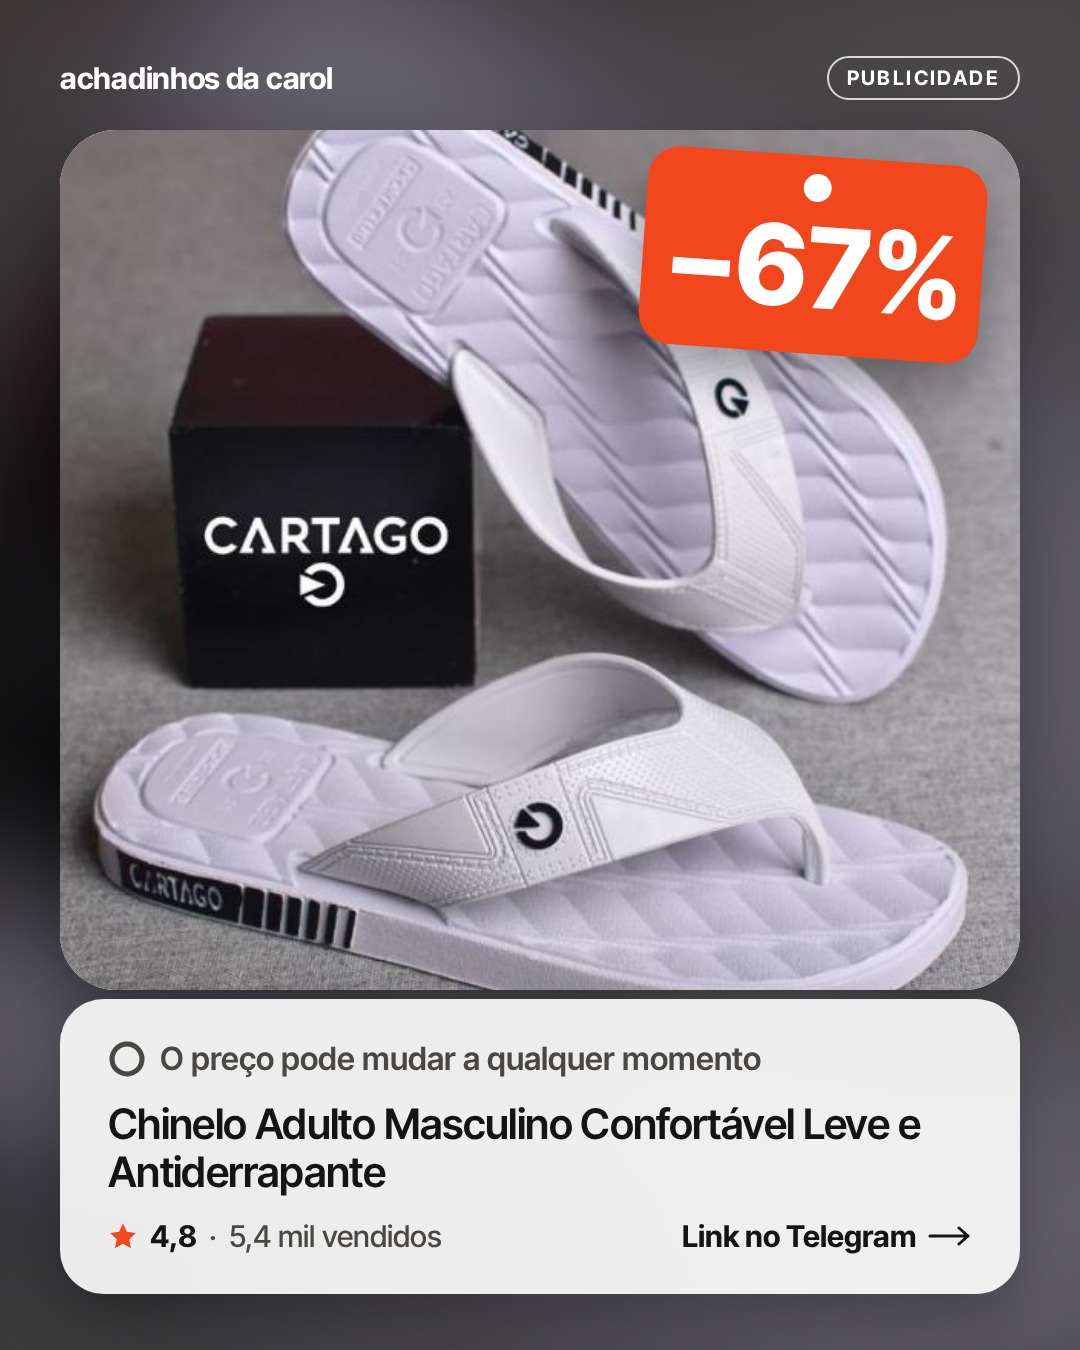 achadinhos da carol
PUBLICIDADE
–67%
CARTAGO
CARTAGO
O preço pode mudar a qualquer momento
Chinelo Adulto Masculino Confortável Leve e
Antiderrapante
4,8 · 5,4 mil vendidos
Link no Telegram →